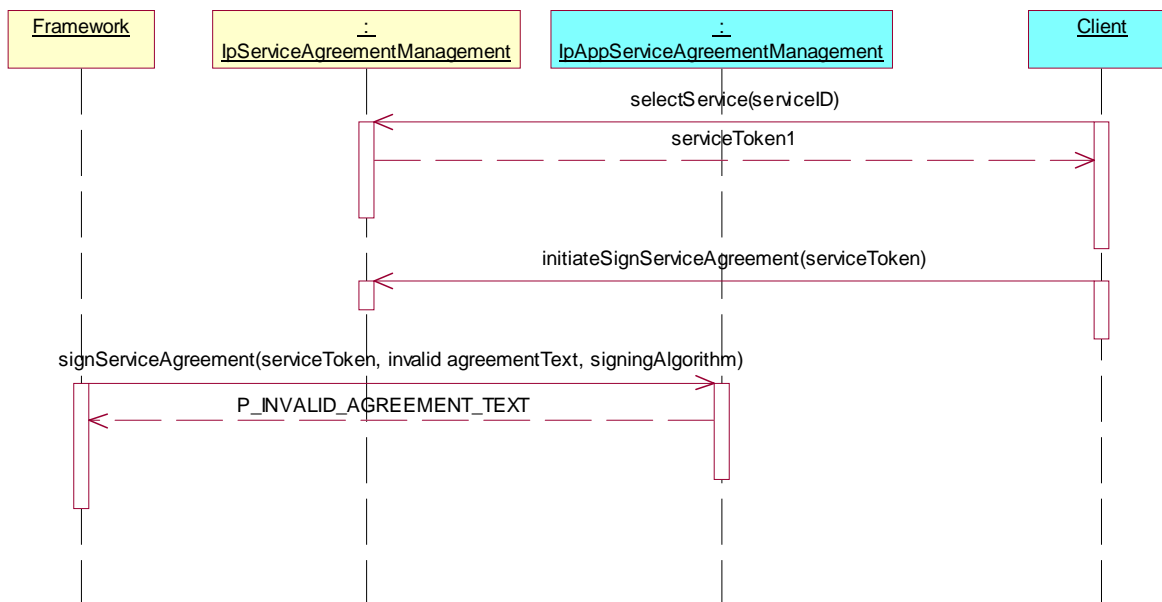 Framework
:
IpServiceAgreementManagement
:
IpAppServiceAgreementManagement
Client
selectService(serviceID)
serviceToken1
initiateSignServiceAgreement(serviceToken)
signServiceAgreement(serviceToken, invalid agreementText, signingAlgorithm)
P_INVALID_AGREEMENT_TEXT